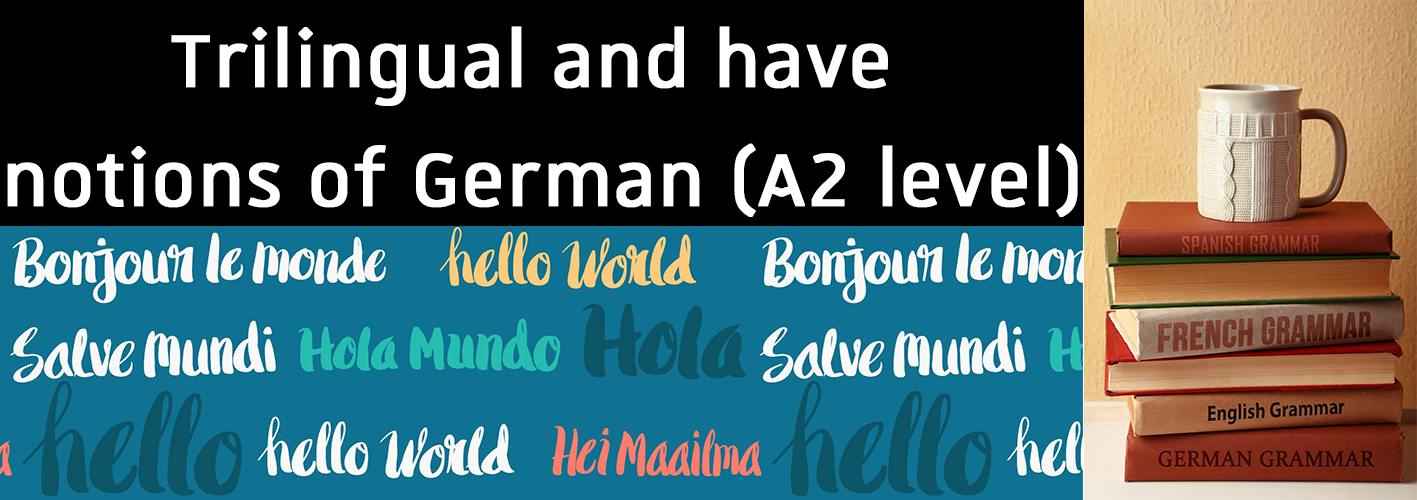 Trilingual and have
notions of German (A2 level)
Bonjour le monde hello World Bonjour le mon
Salve mundi Hola Mundo Hola Salve mundi H
a hello hello World Hei Maailma hello hel
SPANISH GRAMMAR
FRENCH GRAMMAR
English Grammar
GERMAN GRAMMAR